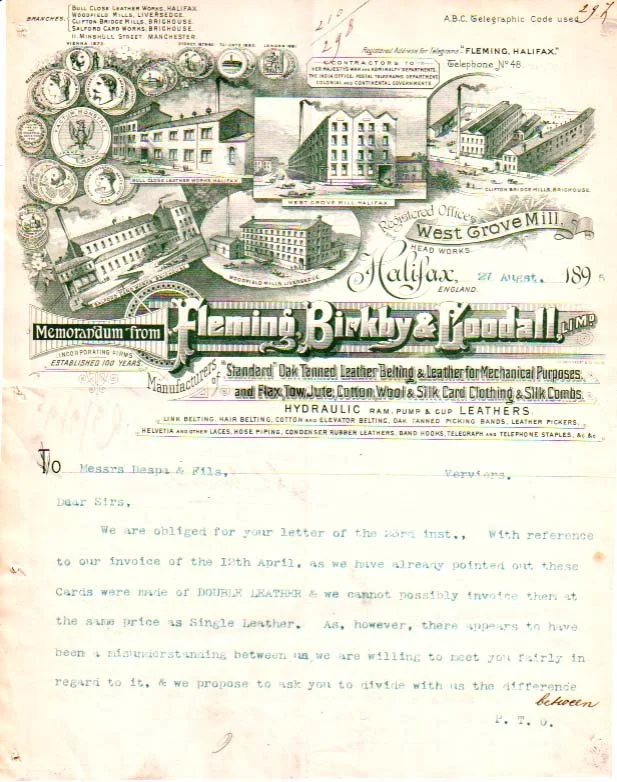 BRANCHES. BULL CLOSE LEATHER WORKS, HALIFAX.
WOODFIELD MILLS, LIVERSEDGE.
CLIFTON BRIDGE MILLS, BRIGHOUSE.
SALFORD CARD WORKS, BRIGHOUSE.
11, MINSHULL STREET, MANCHESTER.
VIENNA 1873.
293
A.B.C. Telegraphic Code used
297
Registered Address for Telegrams "FLEMING, HALIFAX."
Telephone No 48.
CONTRACTORS TO
HER MAJESTY'S WAR AND ADMIRALTY DEPARTMENTS,
THE INDIA OFFICE, POSTAL TELEGRAPHS DEPARTMENT,
COLONIAL AND CONTINENTAL GOVERNMENTS.
BULL CLOSE LEATHER WORKS, HALIFAX.
WEST GROVE MILL, HALIFAX.
CLIFTON BRIDGE MILLS, BRIGHOUSE.
WOODFIELD MILLS, LIVERSEDGE.
Registered Offices
West Grove Mill,
HEAD WORKS
Halifax, 27 August. 1895
ENGLAND.
Memorandum from Fleming, Birkby & Goodall, LIMD
INCORPORATING FIRMS
ESTABLISHED 100 YEARS.
Manufacturers of "Standard" Oak Tanned Leather Belting & Leather for Mechanical Purposes,
and Flax, Tow, Jute, Cotton, Wool & Silk Card Clothing & Silk Combs.
HYDRAULIC RAM, PUMP & CUP LEATHERS,
LINK BELTING, HAIR BELTING, COTTON AND ELEVATOR BELTING, OAK TANNED PICKING BANDS, LEATHER PICKERS,
HELVETIA AND OTHER LACES, HOSE PIPING, CONDENSER RUBBER LEATHERS, BAND HOOKS, TELEGRAPH AND TELEPHONE STAPLES, &c. &c
TO Messrs Despa & Fils, Verviers.
Dear Sirs,
We are obliged for your letter of the 23rd inst., With reference
to our invoice of the 12th April, as we have already pointed out these
Cards were made of DOUBLE LEATHER & we cannot possibly invoice them at
the same price as Single Leather. As, however, there appears to have
been a misunderstanding between us we are willing to meet you fairly in
regard to it, & we propose to ask you to divide with us the difference
between
P. T. O.